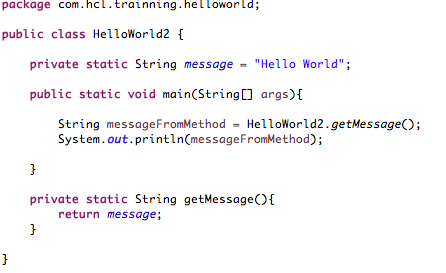 package com.hcl.trainning.helloworld;
public class HelloWorld2 {
private static String message = "Hello World";
public static void main(String[] args){
String messageFromMethod = HelloWorld2.getMessage();
System.out.println(messageFromMethod);
}
private static String getMessage(){
return message;
}
}